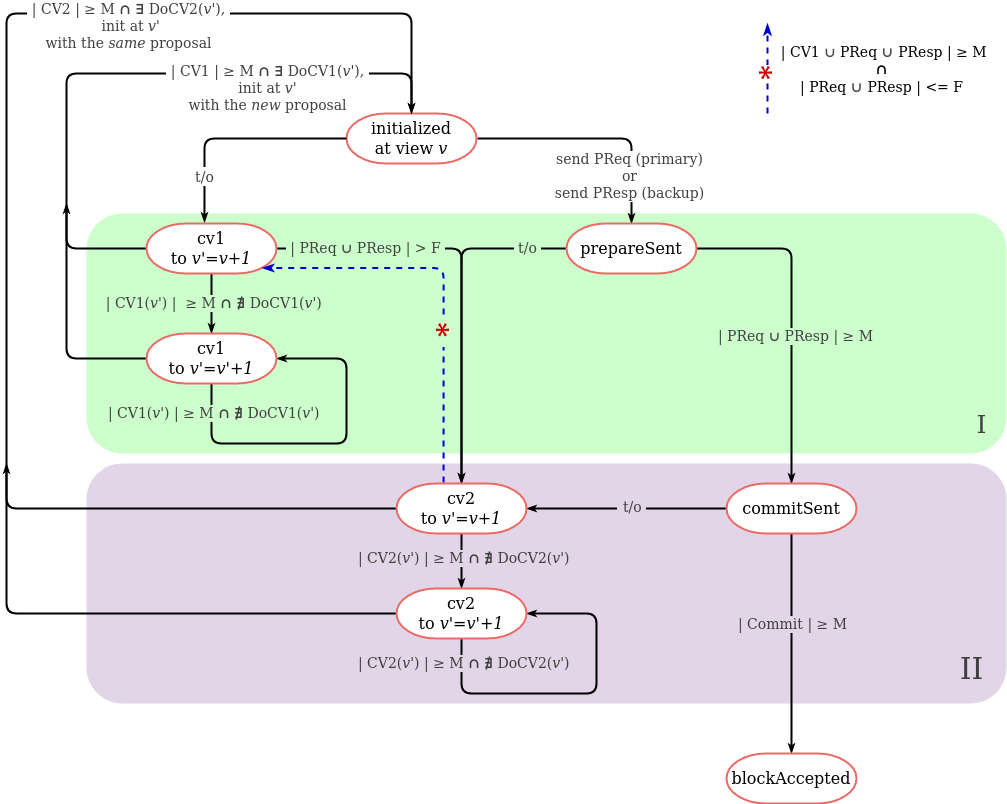 | CV2 | ≥ M ∩ ∃ DoCV2(v'),
init at v'
with the same proposal
| CV1 | ≥ M ∩ ∃ DoCV1(v'),
init at v'
with the new proposal
| CV1 ∪ PReq ∪ PResp | ≥ M
∩
| PReq ∪ PResp | <= F
*
initialized
at view v
t/o
send PReq (primary)
or
send PResp (backup)
cv1
to v'=v+1
| PReq ∪ PResp | > F
t/o
prepareSent
| CV1(v') | ≥ M ∩ ∄ DoCV1(v')
*
| PReq ∪ PResp | ≥ M
cv1
to v'=v'+1
| CV1(v') | ≥ M ∩ ∄ DoCV1(v')
I
cv2
to v'=v+1
t/o
commitSent
| CV2(v') | ≥ M ∩ ∄ DoCV2(v')
cv2
to v'=v'+1
| Commit | ≥ M
| CV2(v') | ≥ M ∩ ∄ DoCV2(v')
II
blockAccepted